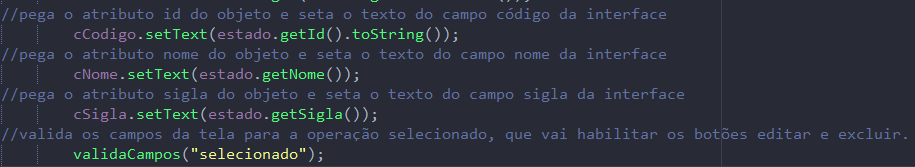 //pega o atributo id do objeto e seta o texto do campo código da interface
cCodigo.setText(estado.getId().toString());
//pega o atributo nome do objeto e seta o texto do campo nome da interface
cNome.setText(estado.getNome());
//pega o atributo sigla do objeto e seta o texto do campo sigla da interface
cSigla.setText(estado.getSigla());
//valida os campos da tela para a operação selecionado, que vai habilitar os botões editar e excluir.
validaCampos("selecionado");